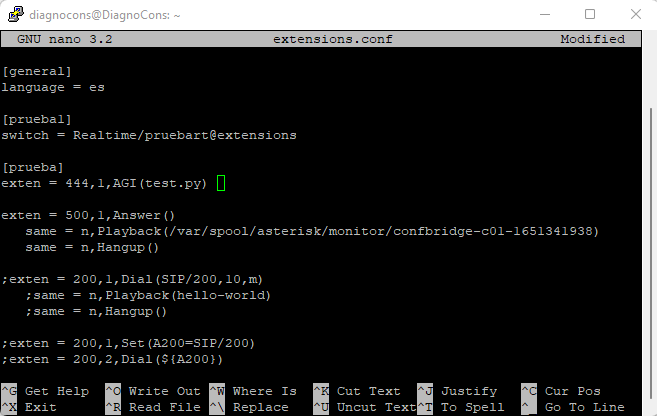 diagnocons@DiagnoCons: ~
GNU nano 3.2 extensions.conf Modified
[general]
language = es
[prueba1]
switch = Realtime/pruebart@extensions
[prueba]
exten = 444,1,AGI(test.py)
exten = 500,1,Answer()
same = n,Playback(/var/spool/asterisk/monitor/confbridge-c01-1651341938)
same = n,Hangup()
;exten = 200,1,Dial(SIP/200,10,m)
;same = n,Playback(hello-world)
;same = n,Hangup()
;exten = 200,1,Set(A200=SIP/200)
;exten = 200,2,Dial(${A200})
^G Get Help ^O Write Out ^W Where Is ^K Cut Text ^J Justify ^C Cur Pos
^X Exit ^R Read File ^\ Replace ^U Uncut Text ^T To Spell ^_ Go To Line